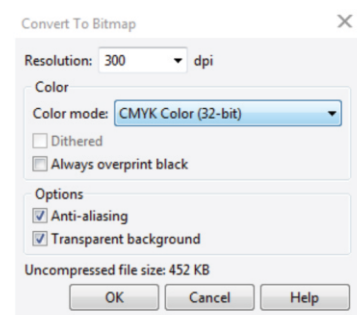 Convert To Bitmap
Resolution: 300 dpi
Color
Color mode: CMYK Color (32-bit)
Dithered
Always overprint black
Options
Anti-aliasing
Transparent background
Uncompressed file size: 452 KB
OK Cancel Help